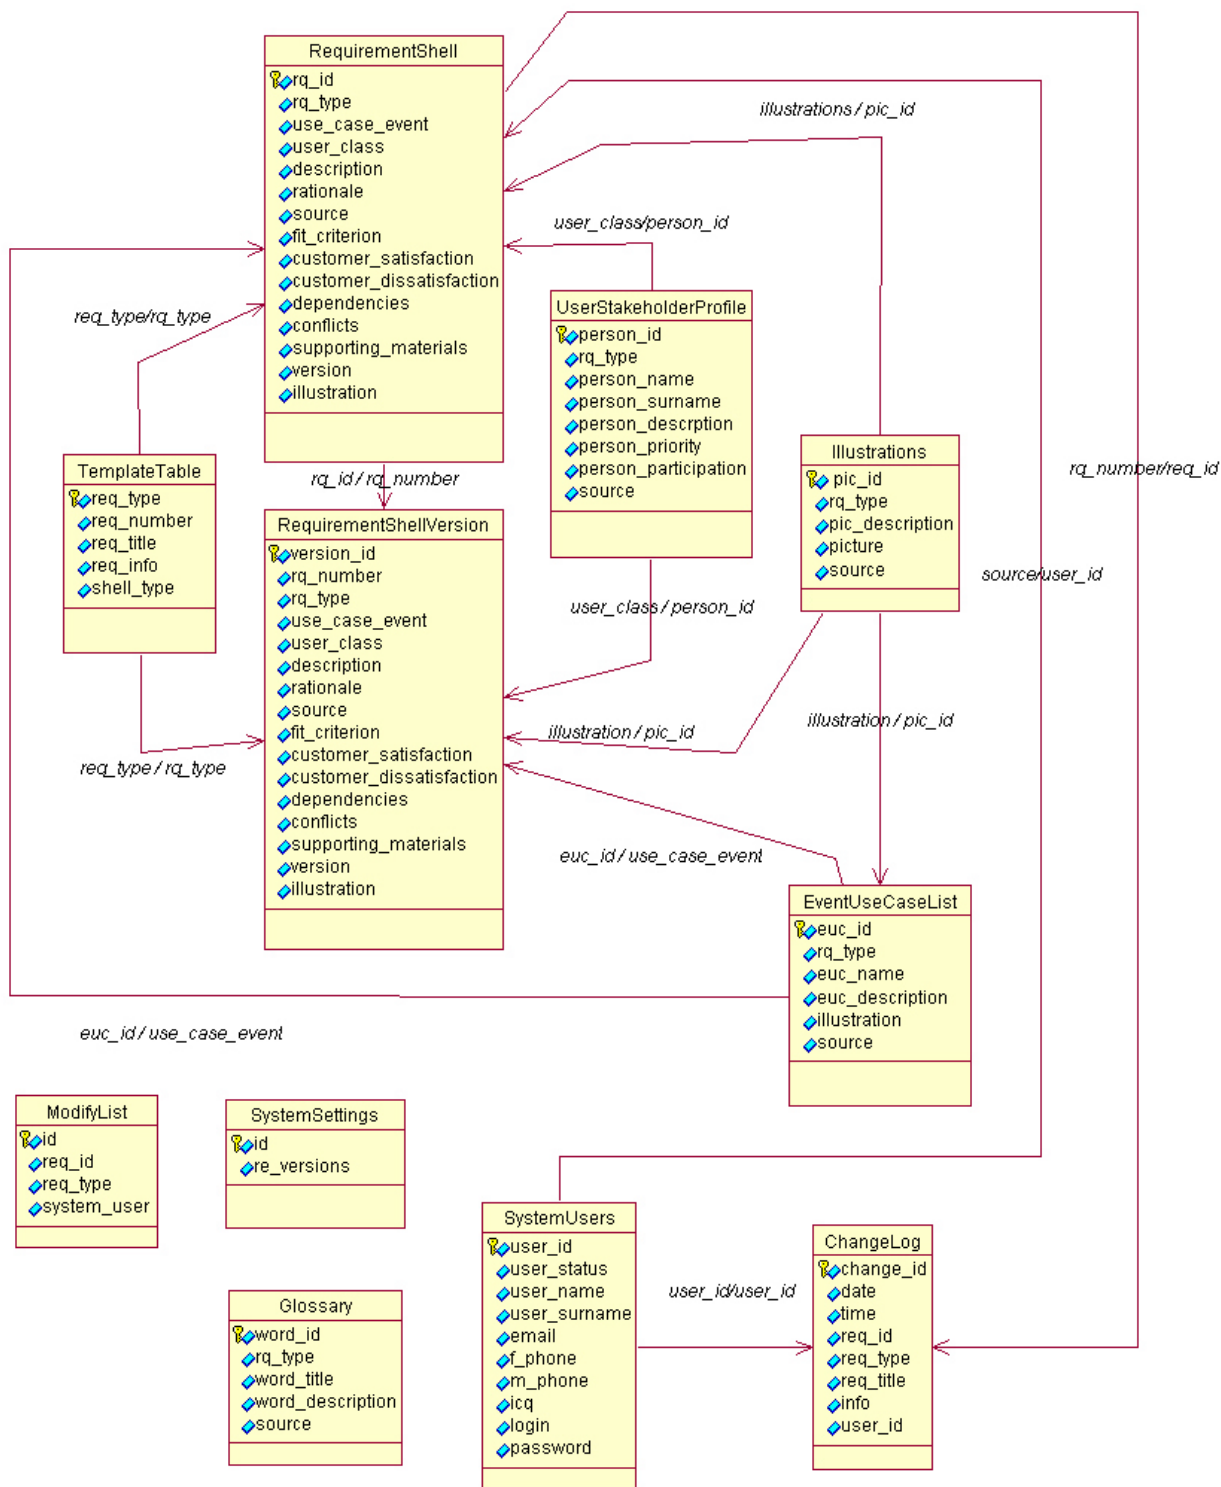 RequirementShell
rq_id
rq_type
use_case_event
user_class
description
rationale
source
fit_criterion
customer_satisfaction
customer_dissatisfaction
dependencies
conflicts
supporting_materials
version
illustration
illustrations / pic_id
user_class/person_id
req_type/rq_type
UserStakeholderProfile
person_id
rq_type
person_name
person_surname
person_descrption
person_priority
person_participation
source
Illustrations
pic_id
rq_type
pic_description
picture
source
rq_number/req_id
source/user_id
TemplateTable
req_type
req_number
req_title
req_info
shell_type
rq_id / rq_number
RequirementShellVersion
version_id
rq_number
rq_type
use_case_event
user_class
description
rationale
source
fit_criterion
customer_satisfaction
customer_dissatisfaction
dependencies
conflicts
supporting_materials
version
illustration
user_class / person_id
illustration / pic_id
illustration / pic_id
req_type / rq_type
euc_id / use_case_event
EventUseCaseList
euc_id
rq_type
euc_name
euc_description
illustration
source
euc_id / use_case_event
ModifyList
id
req_id
req_type
system_user
SystemSettings
id
re_versions
Glossary
word_id
rq_type
word_title
word_description
source
SystemUsers
user_id
user_status
user_name
user_surname
email
f_phone
m_phone
icq
login
password
user_id/user_id
ChangeLog
change_id
date
time
req_id
req_type
req_title
info
user_id